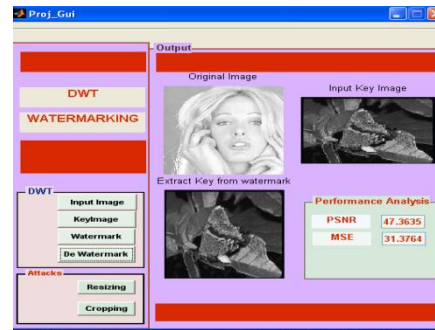 Proj_Gui
DWT
WATERMARKING
DWT
Input Image
KeyImage
Watermark
De Watermark
Attacks
Resizing
Cropping
Output
Original Image
Input Key Image
Extract Key from watermark
Performance Analysis
PSNR 47.3635
MSE 31.3764